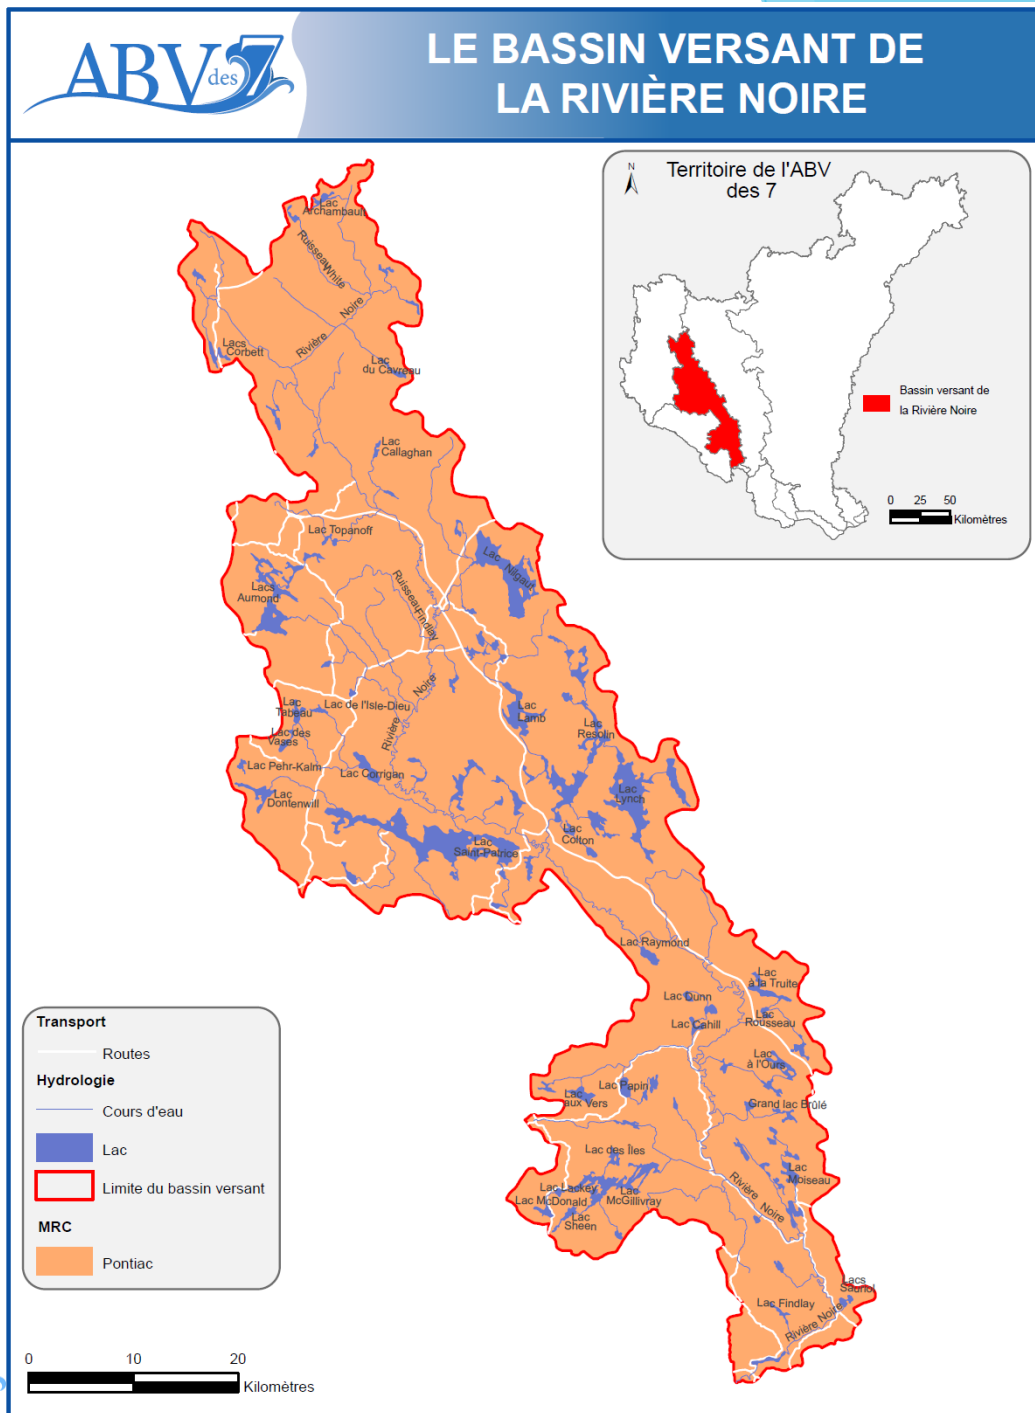 ABV des 7
LE BASSIN VERSANT DE
LA RIVIÈRE NOIRE
N
Territoire de l'ABV
des 7
Bassin versant de
la Rivière Noire
0 25 50
Kilomètres
Lac
Archambault
Ruisseau White
Rivière Noire
Lacs
Corbett
Lac
du Cavreau
Lac
Callaghan
Lac Topanoff
Lac Nilgaut
Lacs
Aumond
Ruisseau Findlay
Rivière Noire
Lac
Tabeau
Lac de l'Isle-Dieu
Lac
Lamb
Lac
Resolin
Lac des
Vases
Lac Pehr-Kalm
Lac Corrigan
Lac
Dontenwill
Lac
Lynch
Lac
Colton
Lac
Saint-Patrice
Lac Raymond
Lac
à la Truite
Lac Dunn
Lac
Rousseau
Lac Cahill
Lac
à l'Ours
Lac Papin
Lac
aux Vers
Grand lac Brûlé
Lac des Îles
Lac
Moiseau
Lac Lackey
Lac McDonald
Lac
McGillivray
Lac
Sheen
Rivière Noire
Lacs
Sauriol
Lac Findlay
Rivière Noire
Transport
Routes
Hydrologie
Cours d'eau
Lac
Limite du bassin versant
MRC
Pontiac
0 10 20
Kilomètres